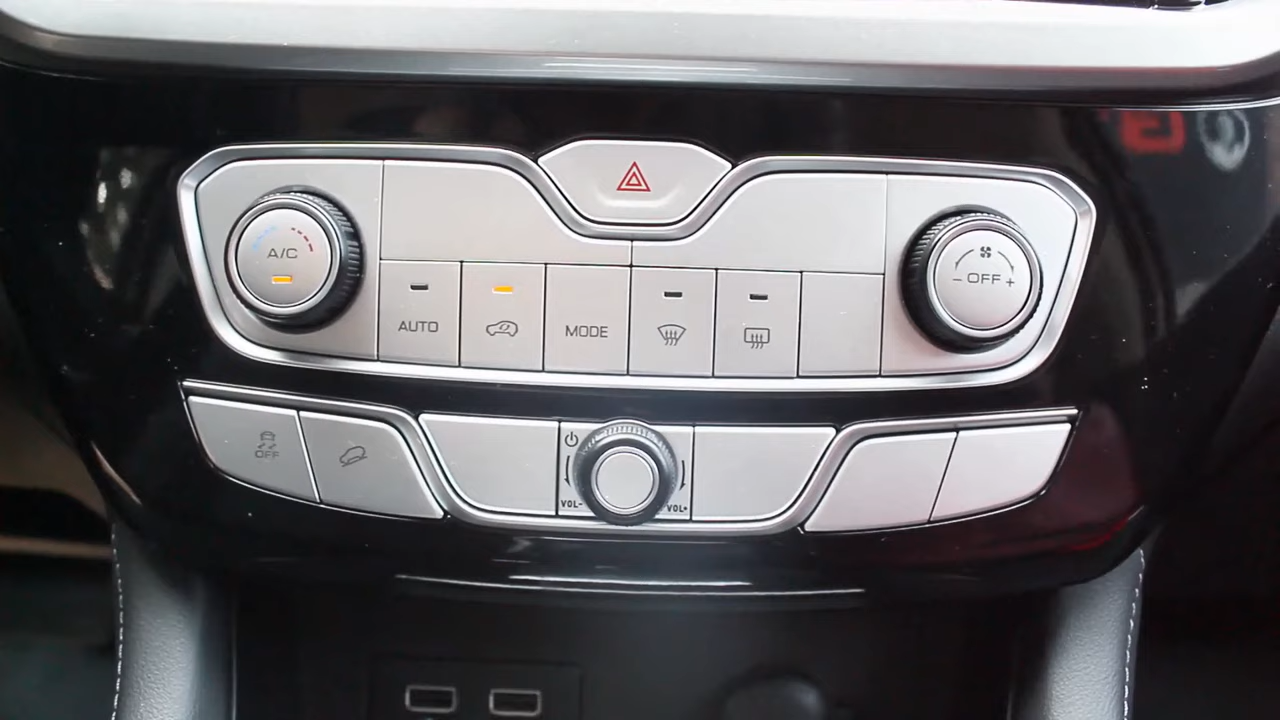 A/C
- OFF +
AUTO
MODE
OFF
VOL- VOL+